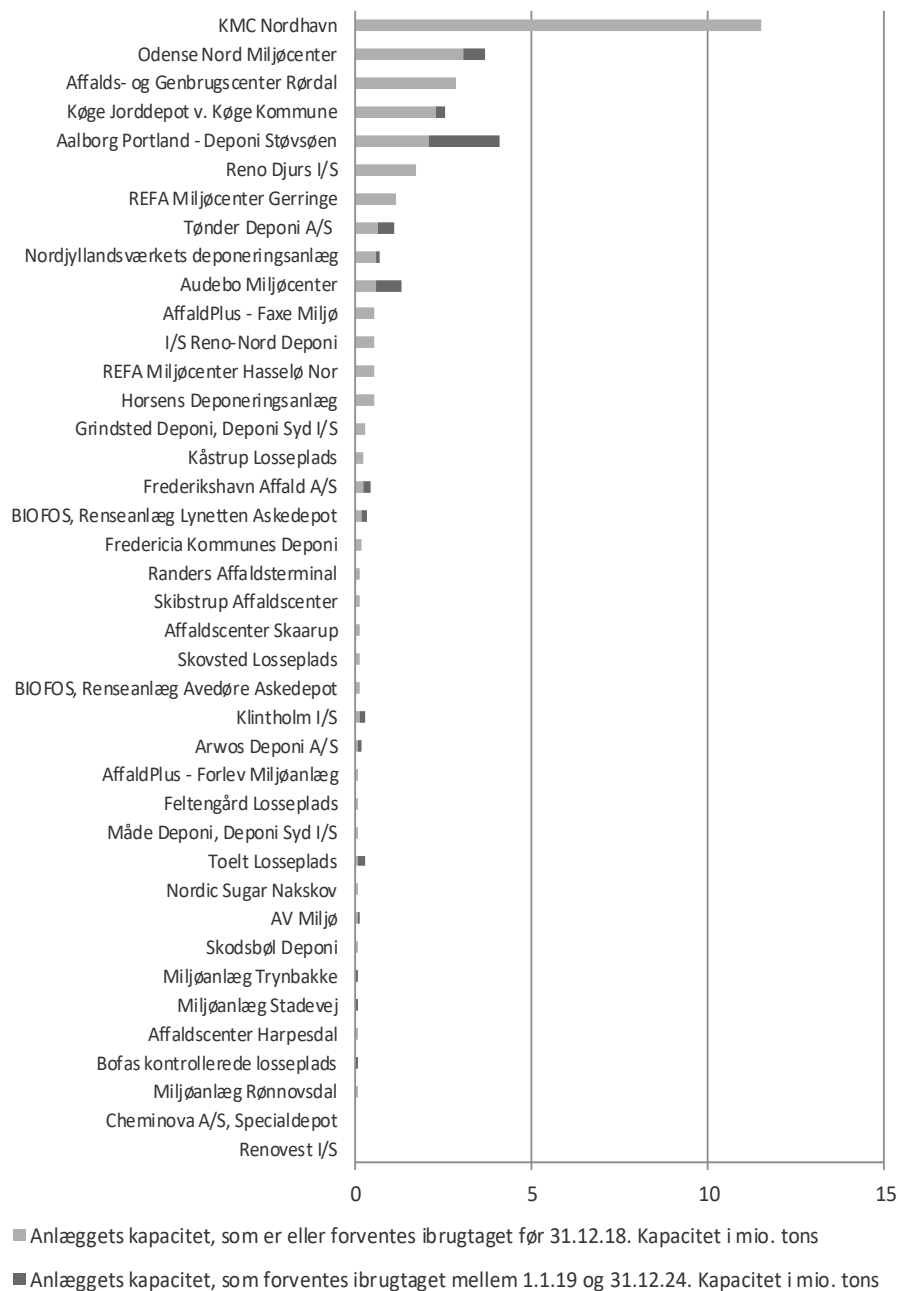 KMC Nordhavn
Odense Nord Miljøcenter
Affalds- og Genbrugscenter Rørdal
Køge Jorddepot v. Køge Kommune
Aalborg Portland - Deponi Støvsøen
Reno Djurs I/S
REFA Miljøcenter Gerringe
Tønder Deponi A/S
Nordjyllandsværkets deponeringsanlæg
Audebo Miljøcenter
AffaldPlus - Faxe Miljø
I/S Reno-Nord Deponi
REFA Miljøcenter Hasselø Nor
Horsens Deponeringsanlæg
Grindsted Deponi, Deponi Syd I/S
Kåstrup Losseplads
Frederikshavn Affald A/S
BIOFOS, Renseanlæg Lynetten Askedepot
Fredericia Kommunes Deponi
Randers Affaldsterminal
Skibstrup Affaldscenter
Affaldscenter Skaarup
Skovsted Losseplads
BIOFOS, Renseanlæg Avedøre Askedepot
Klintholm I/S
Arwos Deponi A/S
AffaldPlus - Forlev Miljøanlæg
Feltengård Losseplads
Måde Deponi, Deponi Syd I/S
Toelt Losseplads
Nordic Sugar Nakskov
AV Miljø
Skodsbøl Deponi
Miljøanlæg Trynbakke
Miljøanlæg Stadevej
Affaldscenter Harpesdal
Bofas kontrollerede losseplads
Miljøanlæg Rønnovsdal
Cheminova A/S, Specialdepot
Renovest I/S
0 5 10 15
Anlæggets kapacitet, som er eller forventes ibrugtaget før 31.12.18. Kapacitet i mio. tons
Anlæggets kapacitet, som forventes ibrugtaget mellem 1.1.19 og 31.12.24. Kapacitet i mio. tons